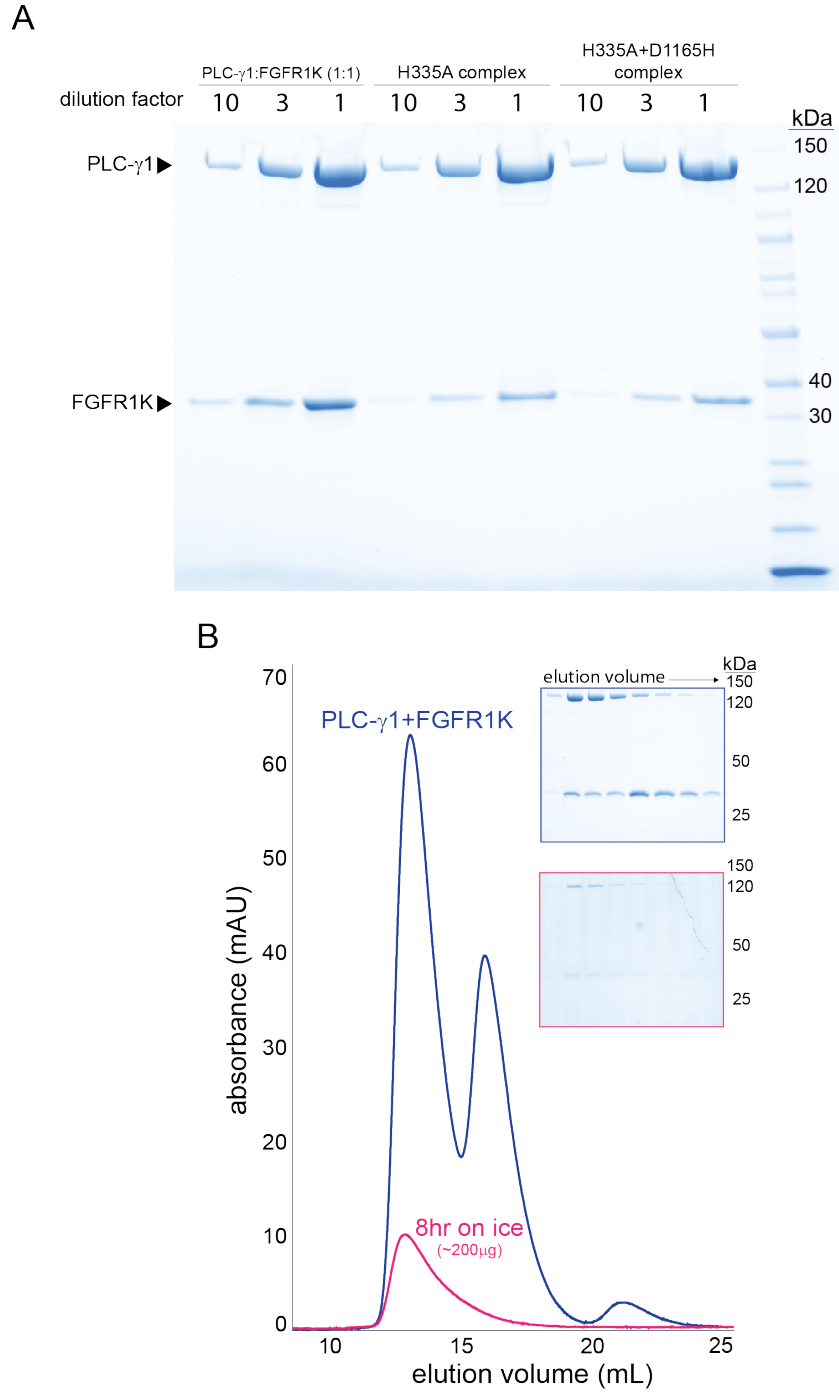 A
PLC-γ1:FGFR1K (1:1)
H335A complex
H335A+D1165H
complex
dilution factor
10 3 1 10 3 1 10 3 1
kDa
150
PLC-γ1
120
40
FGFR1K
30
B
70
60
50
40
30
20
10
0
absorbance (mAU)
10 15 20 25
elution volume (mL)
PLC-γ1+FGFR1K
8hr on ice
(~200μg)
elution volume
kDa
150
120
50
25
150
120
50
25